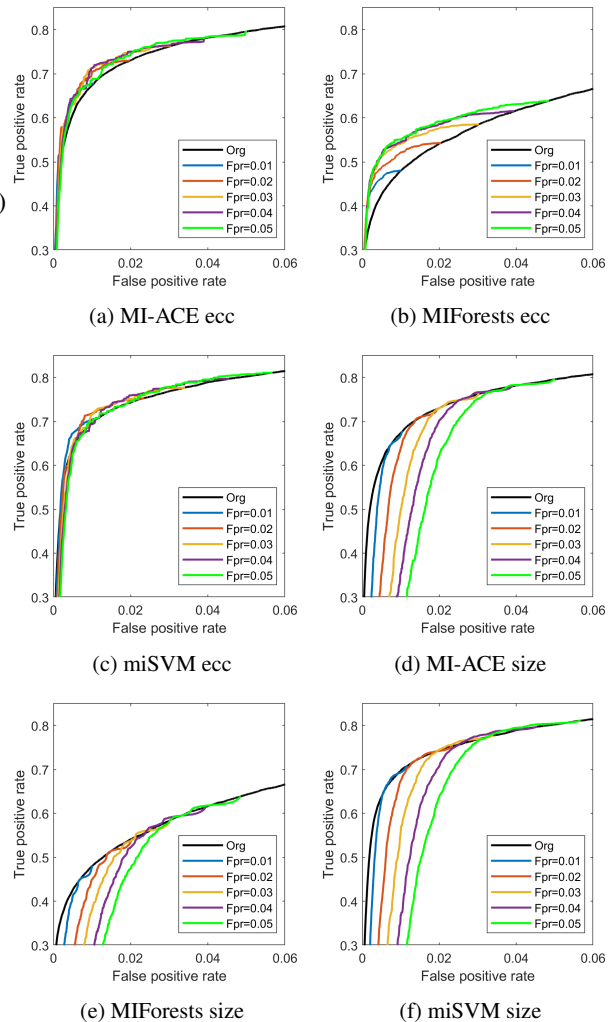 0.8
0.7
0.6
0.5
0.4
0.3
True positive rate
Org
Fpr=0.01
Fpr=0.02
Fpr=0.03
Fpr=0.04
Fpr=0.05
0 0.02 0.04 0.06
False positive rate
(a) MI-ACE ecc
0.8
0.7
0.6
0.5
0.4
0.3
True positive rate
Org
Fpr=0.01
Fpr=0.02
Fpr=0.03
Fpr=0.04
Fpr=0.05
0 0.02 0.04 0.06
False positive rate
(b) MIForests ecc
)
0.8
0.7
0.6
0.5
0.4
0.3
True positive rate
Org
Fpr=0.01
Fpr=0.02
Fpr=0.03
Fpr=0.04
Fpr=0.05
0 0.02 0.04 0.06
False positive rate
(c) miSVM ecc
0.8
0.7
0.6
0.5
0.4
0.3
True positive rate
Org
Fpr=0.01
Fpr=0.02
Fpr=0.03
Fpr=0.04
Fpr=0.05
0 0.02 0.04 0.06
False positive rate
(d) MI-ACE size
0.8
0.7
0.6
0.5
0.4
0.3
True positive rate
Org
Fpr=0.01
Fpr=0.02
Fpr=0.03
Fpr=0.04
Fpr=0.05
0 0.02 0.04 0.06
False positive rate
(e) MIForests size
0.8
0.7
0.6
0.5
0.4
0.3
True positive rate
Org
Fpr=0.01
Fpr=0.02
Fpr=0.03
Fpr=0.04
Fpr=0.05
0 0.02 0.04 0.06
False positive rate
(f) miSVM size